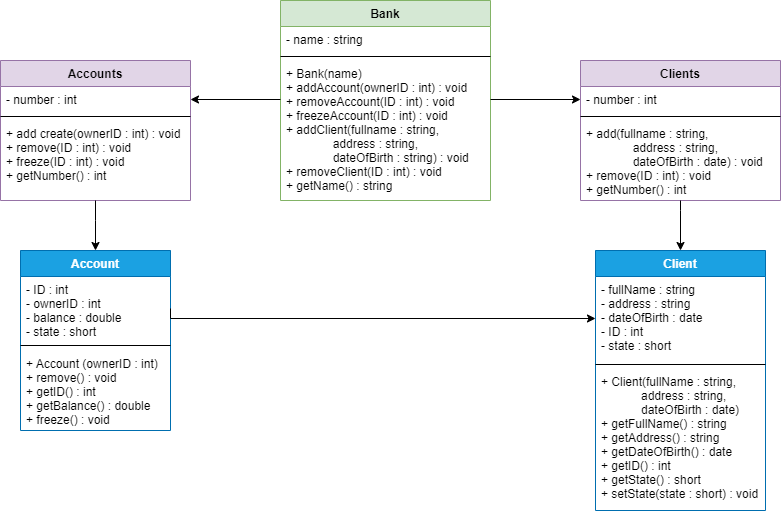 Bank
- name : string
+ Bank(name)
+ addAccount(ownerID : int) : void
+ removeAccount(ID : int) : void
+ freezeAccount(ID : int) : void
+ addClient(fullname : string,
address : string,
dateOfBirth : string) : void
+ removeClient(ID : int) : void
+ getName() : string
Accounts
- number : int
+ add create(ownerID : int) : void
+ remove(ID : int) : void
+ freeze(ID : int) : void
+ getNumber() : int
Clients
- number : int
+ add(fullname : string,
address : string,
dateOfBirth : date) : void
+ remove(ID : int) : void
+ getNumber() : int
Account
- ID : int
- ownerID : int
- balance : double
- state : short
+ Account (ownerID : int)
+ remove() : void
+ getID() : int
+ getBalance() : double
+ freeze() : void
Client
- fullName : string
- address : string
- dateOfBirth : date
- ID : int
- state : short
+ Client(fullName : string,
address : string,
dateOfBirth : date)
+ getFullName() : string
+ getAddress() : string
+ getDateOfBirth() : date
+ getID() : int
+ getState() : short
+ setState(state : short) : void